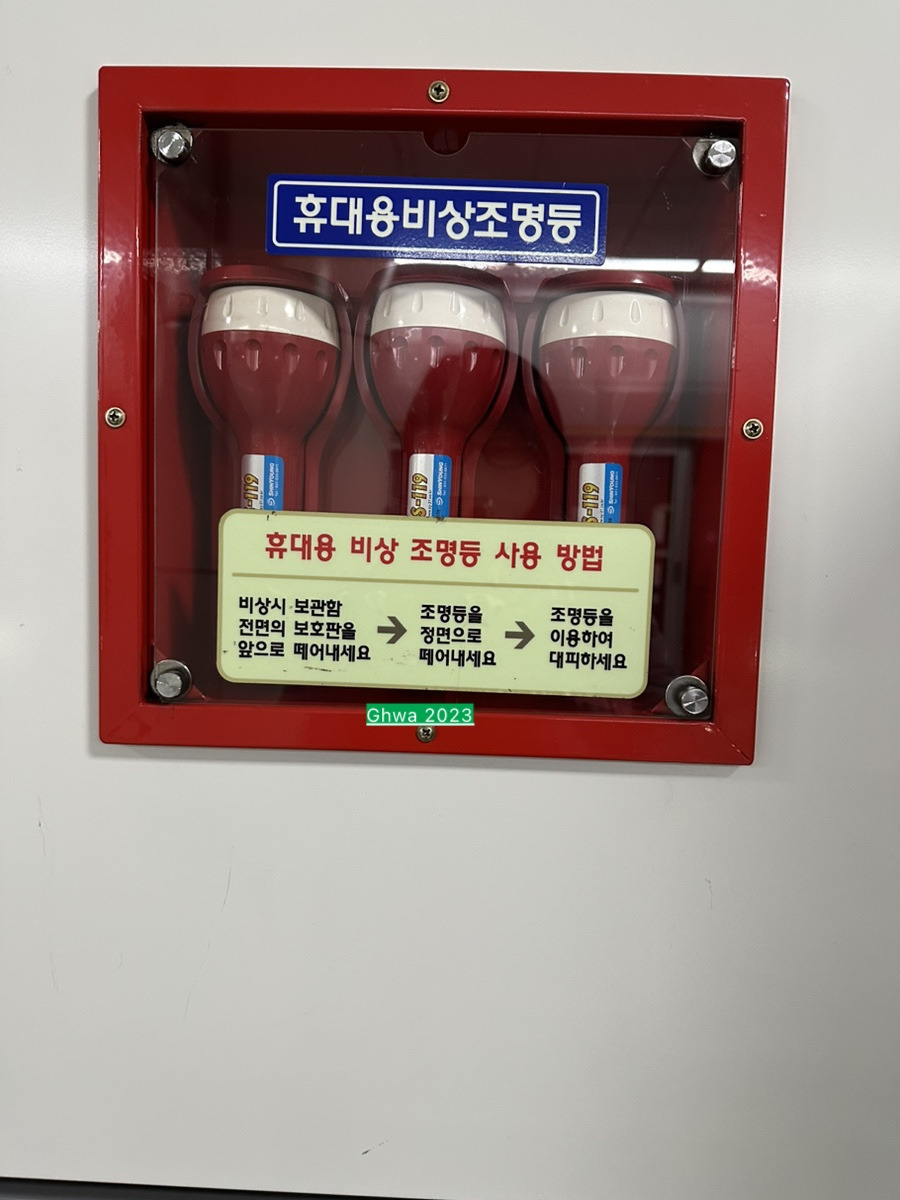 휴대용비상조명등
S-119
SHINYOUNG
S-119
SHINYOUNG
S-119
SHINYOUNG
휴대용 비상 조명등 사용 방법
비상시 보관함
전면의 보호판을
앞으로 떼어내세요
➔
조명등을
정면으로
떼어내세요
➔
조명등을
이용하여
대피하세요
Ghwa 2023